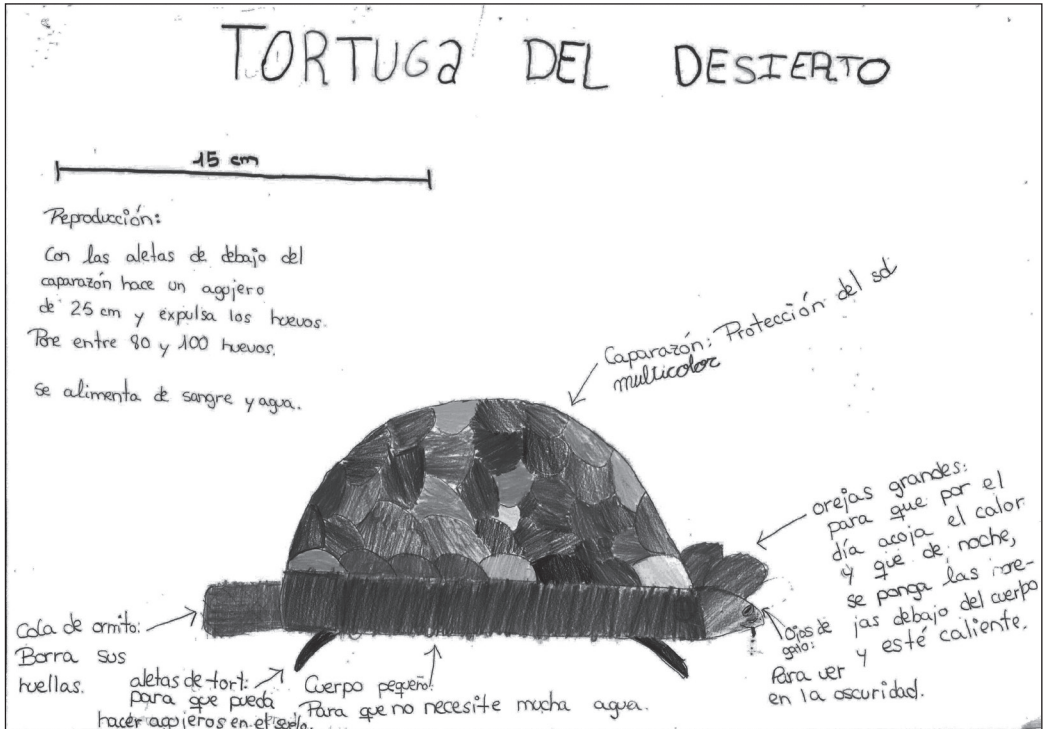 TORTUGa DEL DESIERTO
15 cm
Reproducción:
Con las aletas de debajo del
caparazón hace un agujero
de 25 cm y expulsa los huevos.
Pone entre 80 y 100 huevos.
se alimenta de sangre y agua.
Caparazón: Protección del sol
multicolor
orejas grandes:
para que por el
día acoja el calor
y que de noche,
se ponga las ore-
jas debajo del cuerpo
y esté caliente.
Ojos de
gato:
Para ver
en la oscuridad.
Cola de ornito:
Borra sus
huellas.
aletas de tort:
para que pueda
hacer agujeros en el suelo.
Cuerpo pequeño:
Para que no necesite mucha agua.